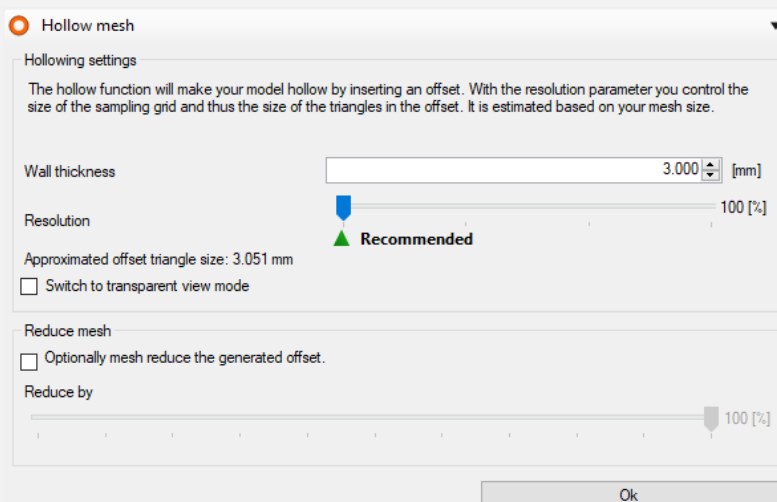 Hollow mesh
Hollowing settings
The hollow function will make your model hollow by inserting an offset. With the resolution parameter you control the
size of the sampling grid and thus the size of the triangles in the offset. It is estimated based on your mesh size.
Wall thickness
3.000
[mm]
Resolution
100 [%]
Recommended
Approximated offset triangle size: 3.051 mm
Switch to transparent view mode
Reduce mesh
Optionally mesh reduce the generated offset.
Reduce by
100 [%]
Ok